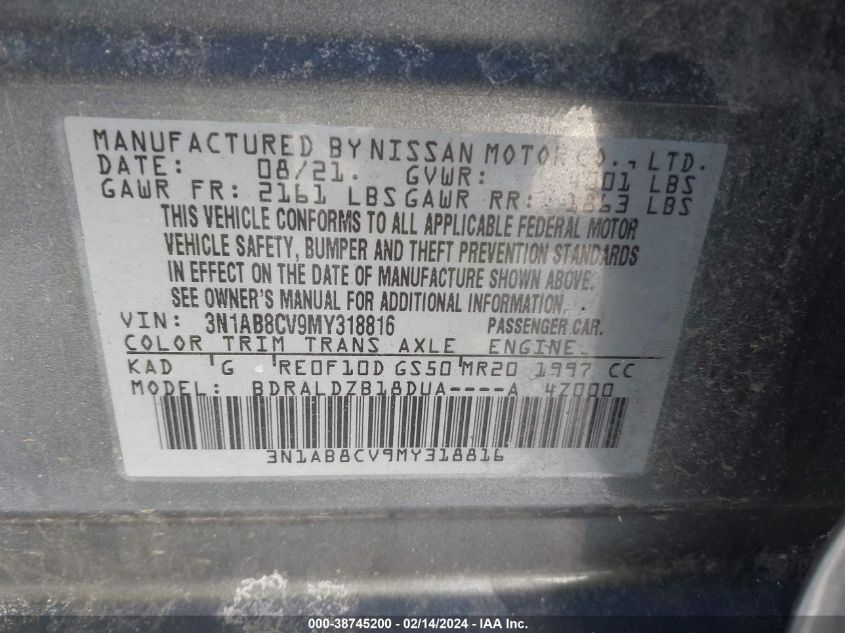 MANUFACTURED BY NISSAN MOTOR CO., LTD.
DATE: 08/21. GVWR: LBS
GAWR FR: 2161 LBS GAWR RR: LBS
THIS VEHICLE CONFORMS TO ALL APPLICABLE FEDERAL MOTOR
VEHICLE SAFETY, BUMPER AND THEFT PREVENTION STANDARDS
IN EFFECT ON THE DATE OF MANUFACTURE SHOWN ABOVE.
SEE OWNER'S MANUAL FOR ADDITIONAL INFORMATION.
VIN: 3N1AB8CV9MY318816 PASSENGER CAR.
COLOR TRIM TRANS AXLE ENGINE
KAD G RE0F10D GS50 MR20 1997 CC
MODEL: BDRALDZB18DUA----A 4Z000
3N1AB8CV9MY318816
000-38745200 - 02/14/2024 - IAA Inc.